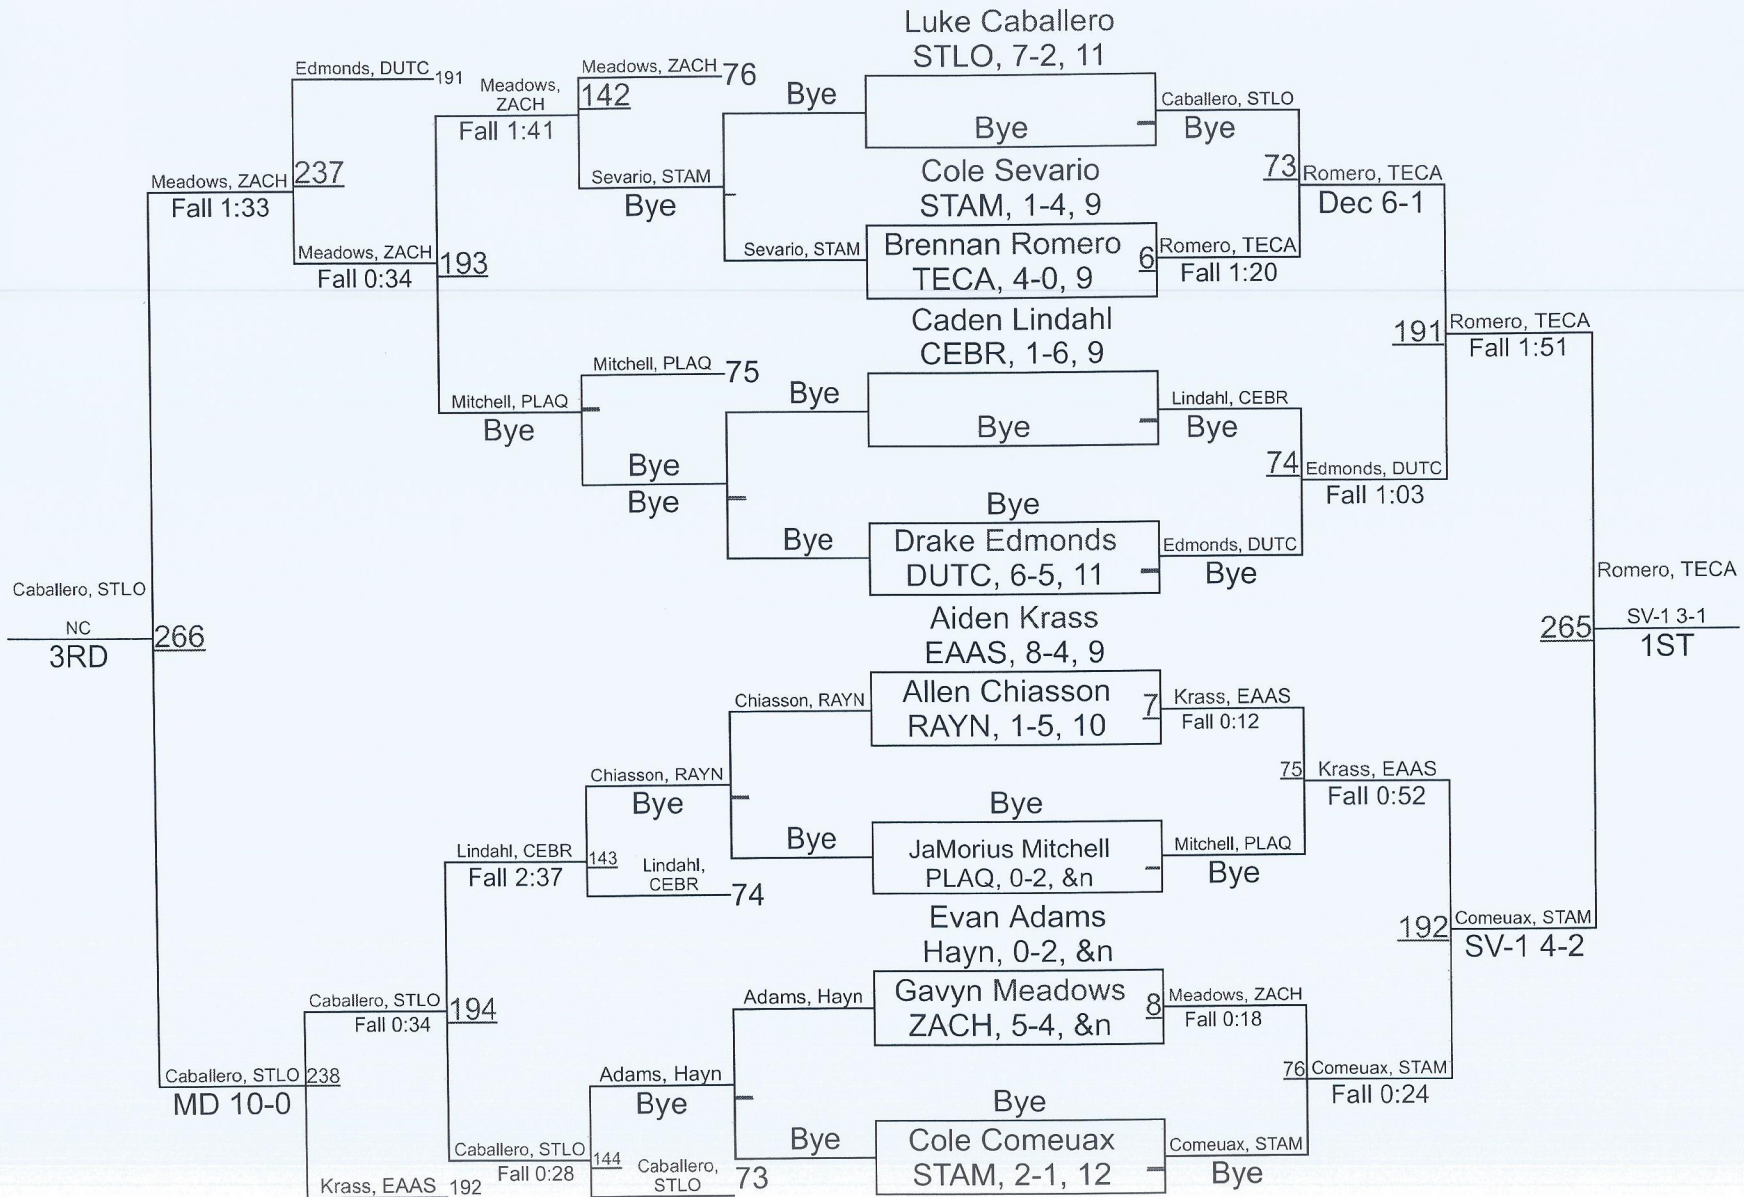 Luke Caballero
STLO, 7-2, 11
Edmonds, DUTC 191
Meadows, ZACH 76
Meadows,
ZACH
142
Bye
Caballero, STLO
Fall 1:41
Bye
Bye
Cole Sevario
STAM, 1-4, 9
73
Romero, TECA
Dec 6-1
237
Meadows, ZACH
Fall 1:33
Sevario, STAM
Bye
Meadows, ZACH
Fall 0:34
193
Sevario, STAM
Brennan Romero
TECA, 4-0, 9
6
Romero, TECA
Fall 1:20
Caden Lindahl
CEBR, 1-6, 9
191
Romero, TECA
Fall 1:51
Mitchell, PLAQ 75
Mitchell, PLAQ
Bye
Bye
Bye
Lindahl, CEBR
Bye
Bye
Bye
74
Edmonds, DUTC
Fall 1:03
Bye
Bye
Drake Edmonds
DUTC, 6-5, 11
Edmonds, DUTC
Bye
Caballero, STLO
NC
3RD
266
Aiden Krass
EAAS, 8-4, 9
265
Romero, TECA
SV-1 3-1
1ST
Chiasson, RAYN
Allen Chiasson
RAYN, 1-5, 10
7
Krass, EAAS
Fall 0:12
Chiasson, RAYN
Bye
75
Krass, EAAS
Fall 0:52
Bye
Bye
JaMorius Mitchell
PLAQ, 0-2, &n
Mitchell, PLAQ
Bye
Lindahl, CEBR
Fall 2:37
143
Lindahl,
CEBR
74
Evan Adams
Hayn, 0-2, &n
192
Comeuax, STAM
SV-1 4-2
Adams, Hayn
Gavyn Meadows
ZACH, 5-4, &n
8
Meadows, ZACH
Fall 0:18
Caballero, STLO
Fall 0:34
194
Caballero, STLO
MD 10-0
238
Adams, Hayn
Bye
76
Comeuax, STAM
Fall 0:24
Bye
Bye
Cole Comeuax
STAM, 2-1, 12
Comeuax, STAM
Bye
Caballero, STLO
Fall 0:28
144
Caballero,
STLO
73
Krass, EAAS 192